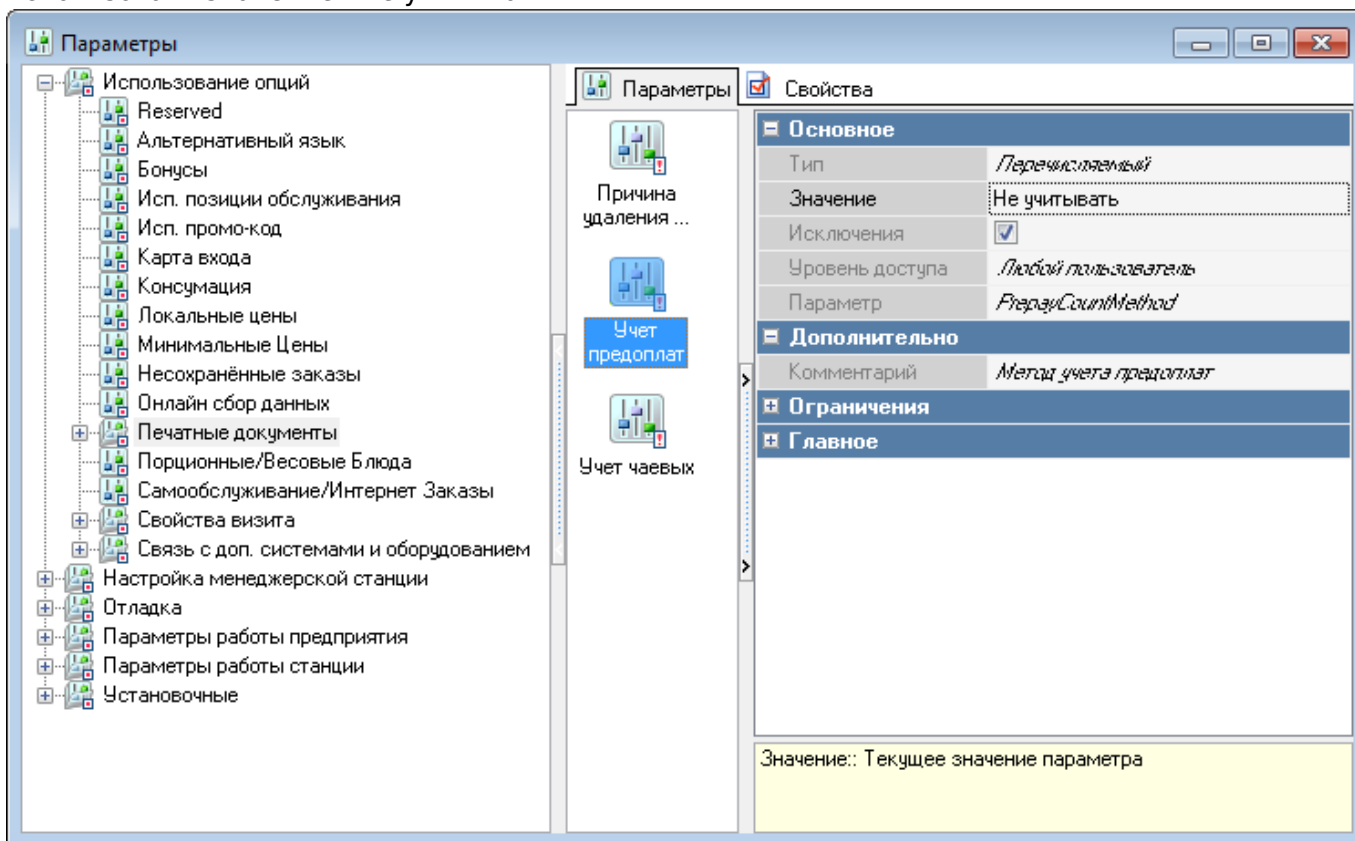 Параметры
Использование опций
Reserved
Альтернативный язык
Бонусы
Исп. позиции обслуживания
Исп. промо-код
Карта входа
Консумация
Локальные цены
Минимальные Цены
Несохранённые заказы
Онлайн сбор данных
Печатные документы
Порционные/Весовые Блюда
Самообслуживание/Интернет Заказы
Свойства визита
Связь с доп. системами и оборудованием
Настройка менеджерской станции
Отладка
Параметры работы предприятия
Параметры работы станции
Установочные
Параметры
Свойства
Причина
удаления ...
Учет
предоплат
Учет чаевых
Основное
Тип Перечисляемый
Значение Не учитывать
Исключения
Уровень доступа Любой пользователь
Параметр PrepayCountMethod
Дополнительно
Комментарий Метод учета предоплат
Ограничения
Главное
Значение:: Текущее значение параметра